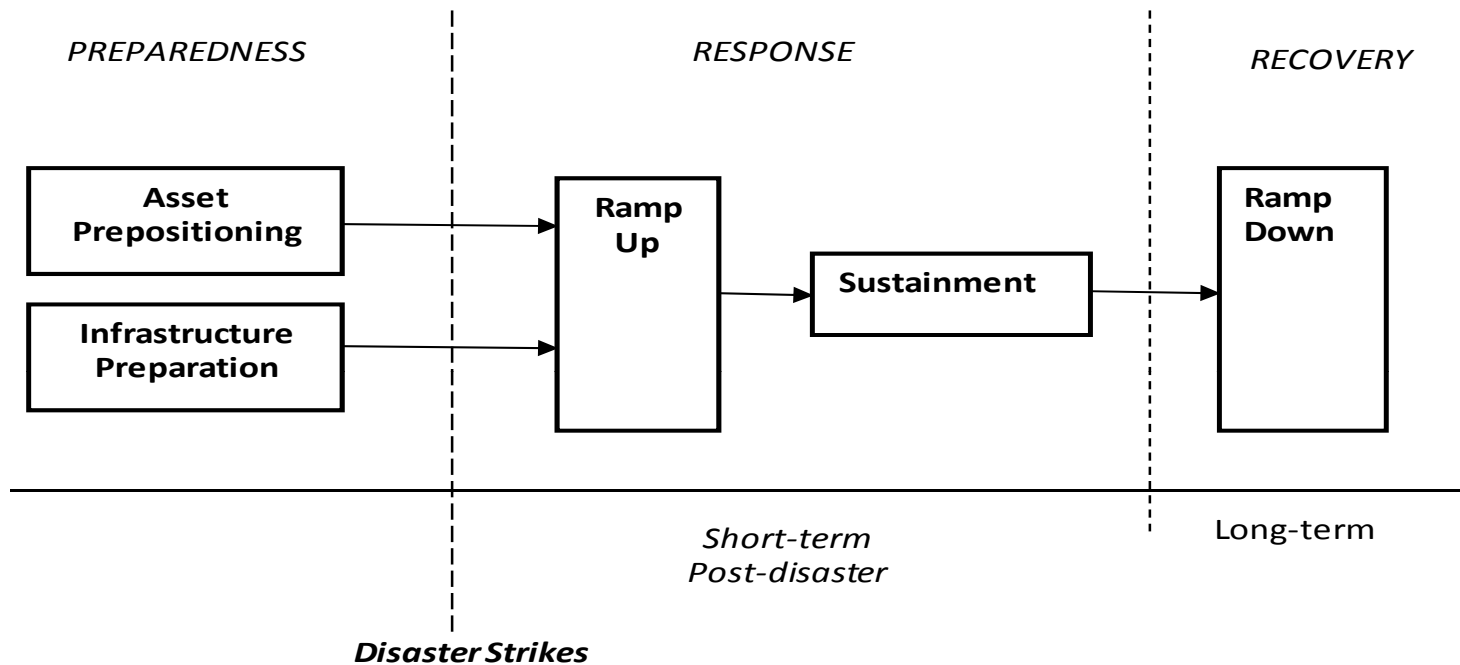 PREPAREDNESS
RESPONSE
RECOVERY
Asset
Prepositioning
Infrastructure
Preparation
Ramp
Up
Sustainment
Ramp
Down
Short-term
Post-disaster
Long-term
Disaster Strikes